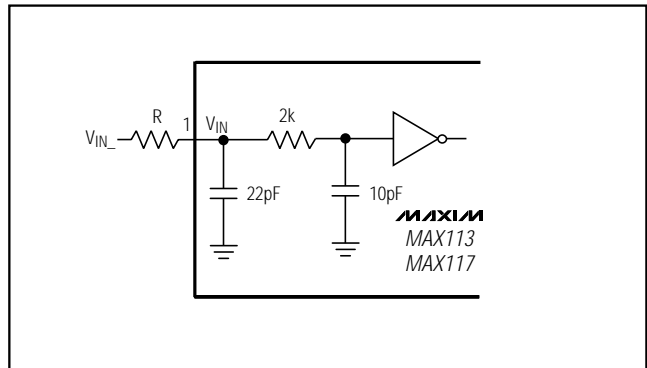 R
1
V_IN
2k
V_IN_
22pF
10pF
MAXIM
MAX113
MAX117